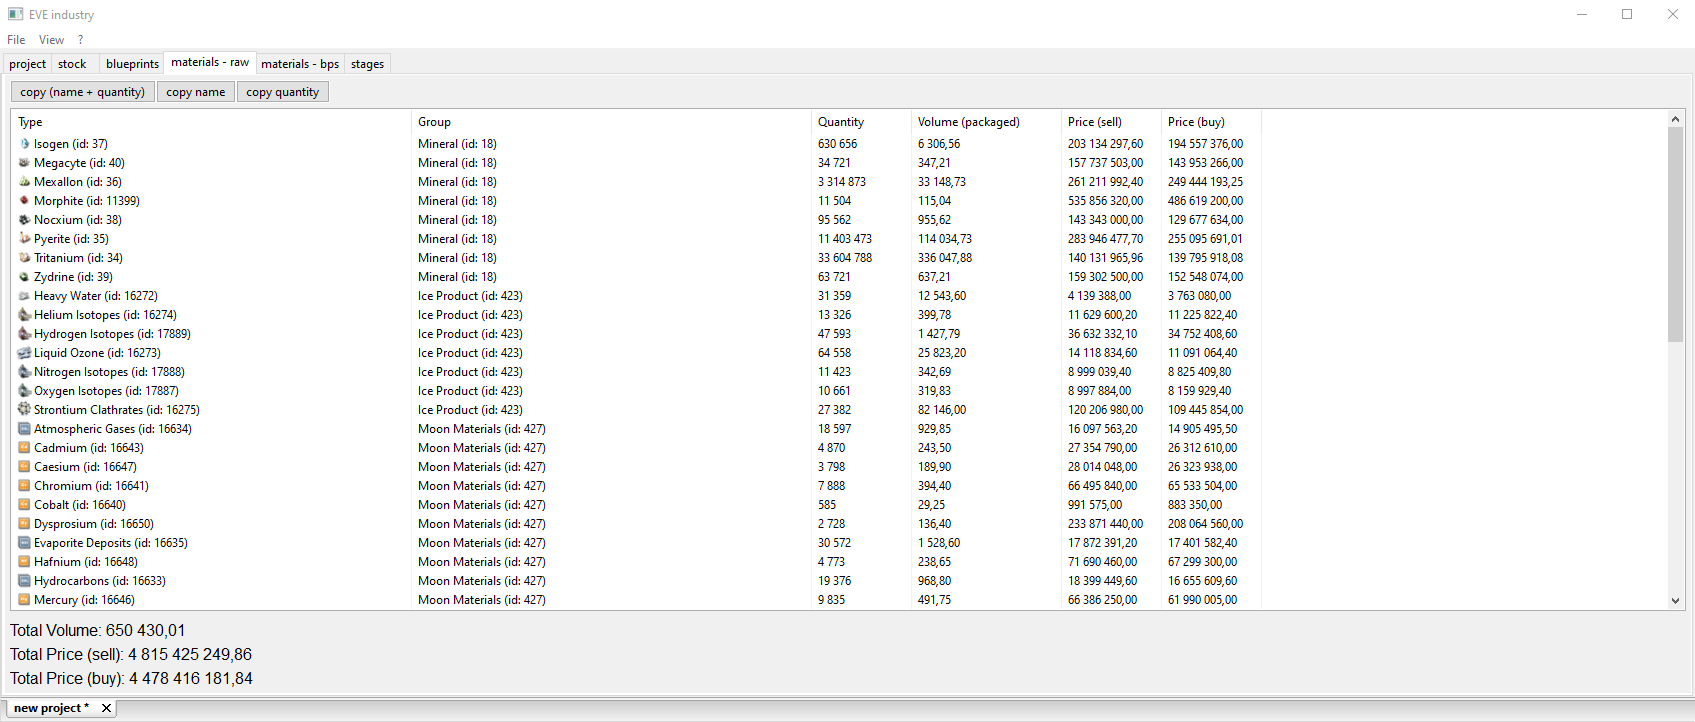 EVE industry
File View ?
project stock blueprints materials - raw materials - bps stages
copy (name + quantity) copy name copy quantity
Type Group Quantity Volume (packaged) Price (sell) Price (buy)
Isogen (id: 37) Mineral (id: 18) 630 656 6 306,56 203 134 297,60 194 557 376,00
Megacyte (id: 40) Mineral (id: 18) 34 721 347,21 157 737 503,00 143 953 266,00
Mexallon (id: 36) Mineral (id: 18) 3 314 873 33 148,73 261 211 992,40 249 444 193,25
Morphite (id: 11399) Mineral (id: 18) 11 504 115,04 535 856 320,00 486 619 200,00
Nocxium (id: 38) Mineral (id: 18) 95 562 955,62 143 343 000,00 129 677 634,00
Pyerite (id: 35) Mineral (id: 18) 11 403 473 114 034,73 283 946 477,70 255 095 691,01
Tritanium (id: 34) Mineral (id: 18) 33 604 788 336 047,88 140 131 965,96 139 795 918,08
Zydrine (id: 39) Mineral (id: 18) 63 721 637,21 159 302 500,00 152 548 074,00
Heavy Water (id: 16272) Ice Product (id: 423) 31 359 12 543,60 4 139 388,00 3 763 080,00
Helium Isotopes (id: 16274) Ice Product (id: 423) 13 326 399,78 11 629 600,20 11 225 822,40
Hydrogen Isotopes (id: 17889) Ice Product (id: 423) 47 593 1 427,79 36 632 332,10 34 752 408,60
Liquid Ozone (id: 16273) Ice Product (id: 423) 64 558 25 823,20 14 118 834,60 11 091 064,40
Nitrogen Isotopes (id: 17888) Ice Product (id: 423) 11 423 342,69 8 999 039,40 8 825 409,80
Oxygen Isotopes (id: 17887) Ice Product (id: 423) 10 661 319,83 8 997 884,00 8 159 929,40
Strontium Clathrates (id: 16275) Ice Product (id: 423) 27 382 82 146,00 120 206 980,00 109 445 854,00
Atmospheric Gases (id: 16634) Moon Materials (id: 427) 18 597 929,85 16 097 563,20 14 905 495,50
Cadmium (id: 16643) Moon Materials (id: 427) 4 870 243,50 27 354 790,00 26 312 610,00
Caesium (id: 16647) Moon Materials (id: 427) 3 798 189,90 28 014 048,00 26 323 938,00
Chromium (id: 16641) Moon Materials (id: 427) 7 888 394,40 66 495 840,00 65 533 504,00
Cobalt (id: 16640) Moon Materials (id: 427) 585 29,25 991 575,00 883 350,00
Dysprosium (id: 16650) Moon Materials (id: 427) 2 728 136,40 233 871 440,00 208 064 560,00
Evaporite Deposits (id: 16635) Moon Materials (id: 427) 30 572 1 528,60 17 872 391,20 17 401 582,40
Hafnium (id: 16648) Moon Materials (id: 427) 4 773 238,65 71 690 460,00 67 299 300,00
Hydrocarbons (id: 16633) Moon Materials (id: 427) 19 376 968,80 18 399 449,60 16 655 609,60
Mercury (id: 16646) Moon Materials (id: 427) 9 835 491,75 66 386 250,00 61 990 005,00
Total Volume: 650 430,01
Total Price (sell): 4 815 425 249,86
Total Price (buy): 4 478 416 181,84
new project *